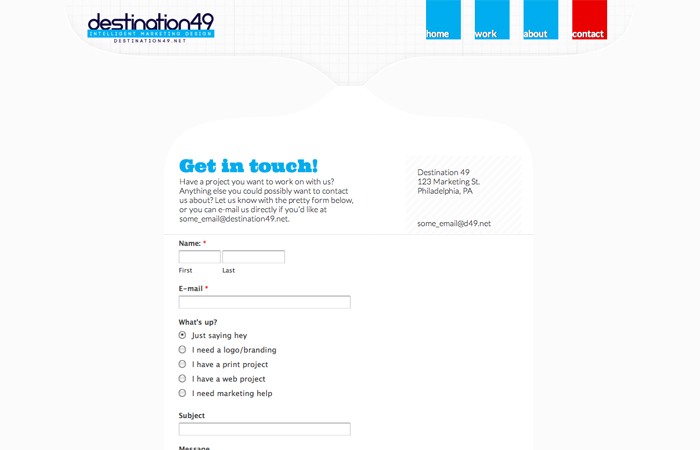 destination49
INTELLIGENT MARKETING DESIGN
DESTINATION49.NET
home work about contact
Get in touch!
Have a project you want to work on with us?
Anything else you could possibly want to contact
us about? Let us know with the pretty form below,
or you can e-mail us directly if you'd like at
some_email@destination49.net.
Destination 49
123 Marketing St.
Philadelphia, PA
some_email@d49.net
Name: *
First Last
E-mail *
What's up?
Just saying hey
I need a logo/branding
I have a print project
I have a web project
I need marketing help
Subject
Message